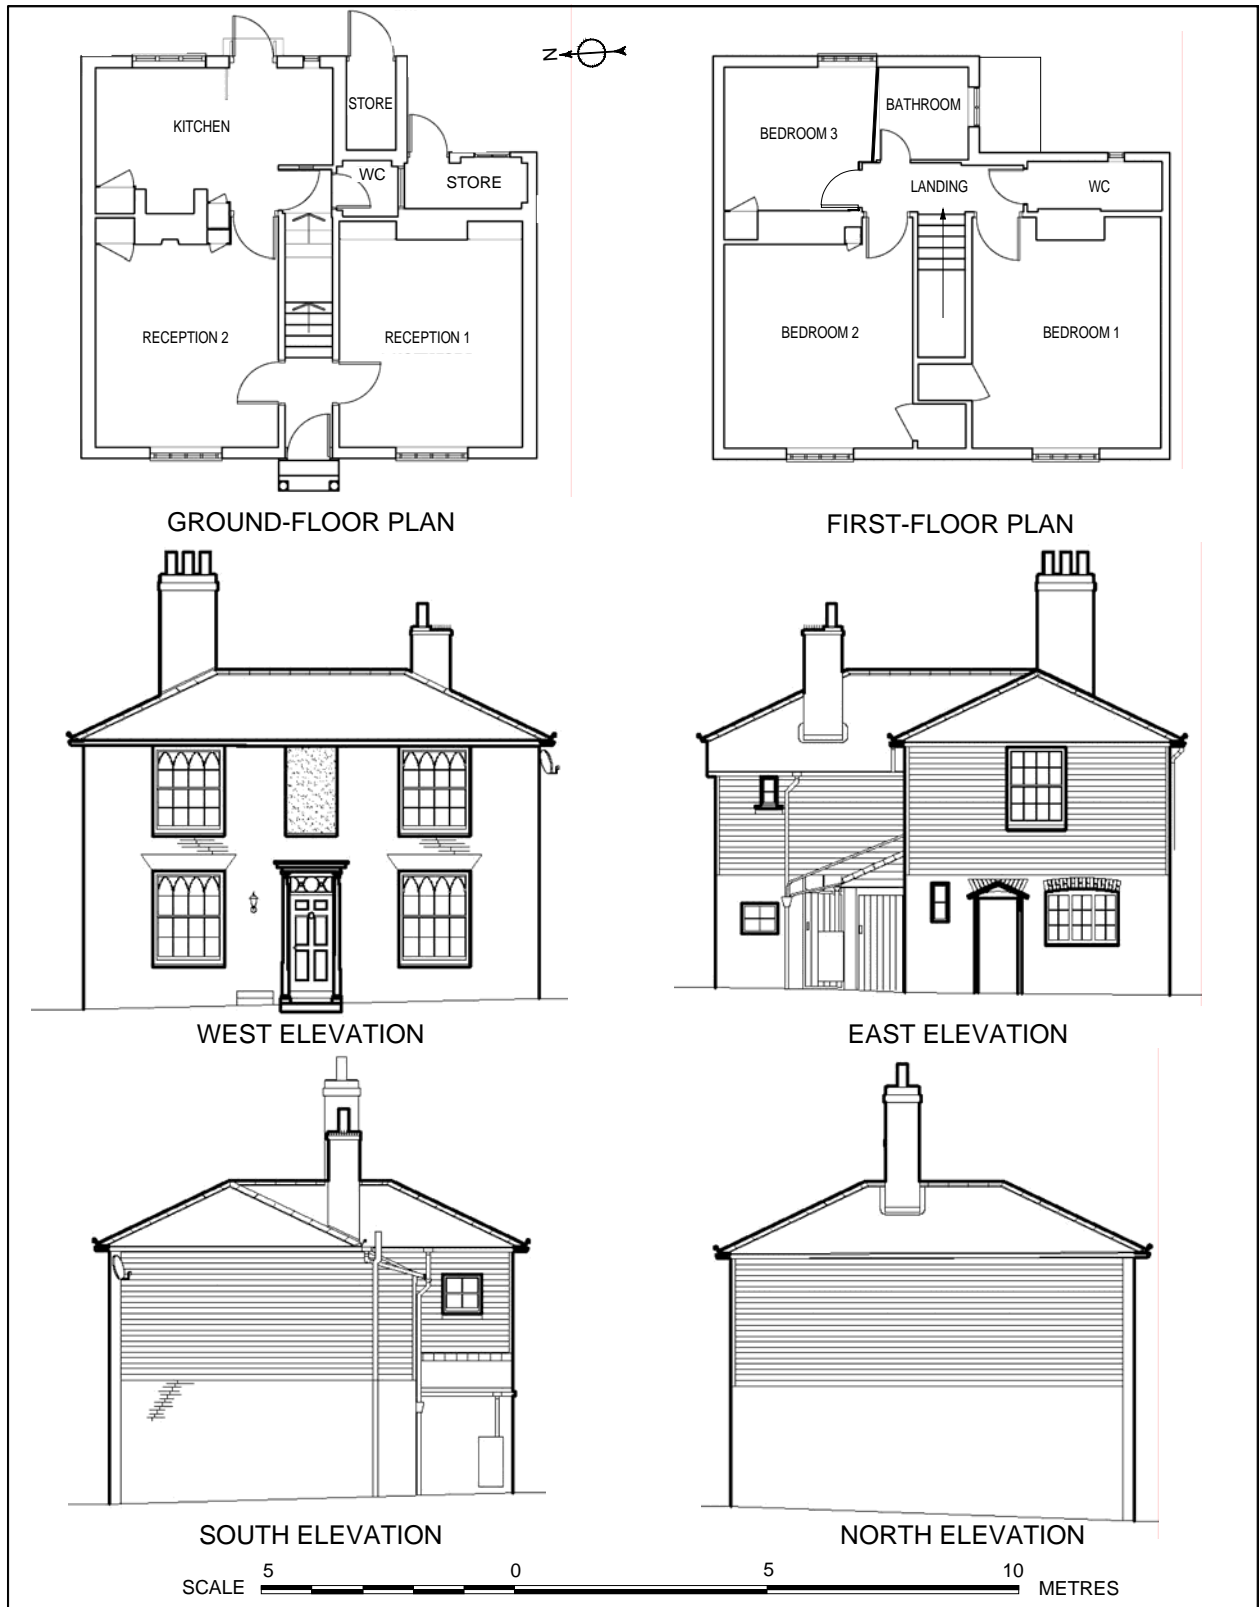 N
STORE
KITCHEN
WC
STORE
RECEPTION 2
RECEPTION 1
GROUND-FLOOR PLAN
BATHROOM
BEDROOM 3
LANDING
WC
BEDROOM 2
BEDROOM 1
FIRST-FLOOR PLAN
WEST ELEVATION
EAST ELEVATION
SOUTH ELEVATION
NORTH ELEVATION
5 0 5 10
SCALE METRES